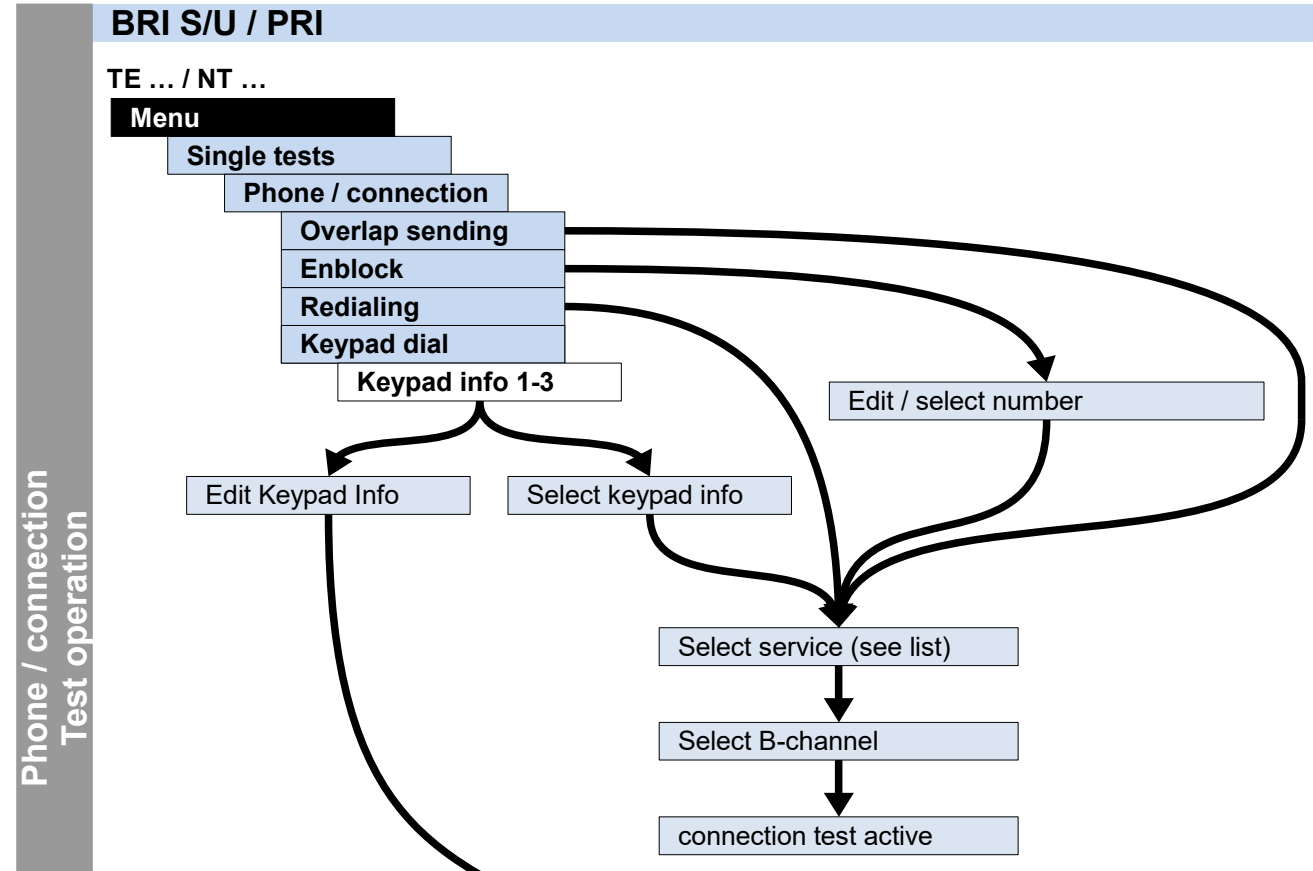 BRI S/U / PRI
TE … / NT …
Menu
Single tests
Phone / connection
Overlap sending
Enblock
Redialing
Keypad dial
Keypad info 1-3
Edit / select number
Edit Keypad Info
Select keypad info
Select service (see list)
Select B-channel
connection test active
Phone / connection
Test operation